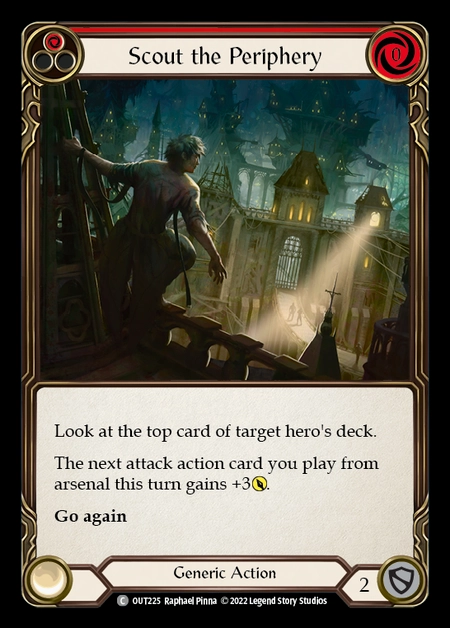 Scout the Periphery
0
Look at the top card of target hero's deck.
The next attack action card you play from
arsenal this turn gains +3.
Go again
Generic Action
2
C OUT225 Raphael Pinna © 2022 Legend Story Studios